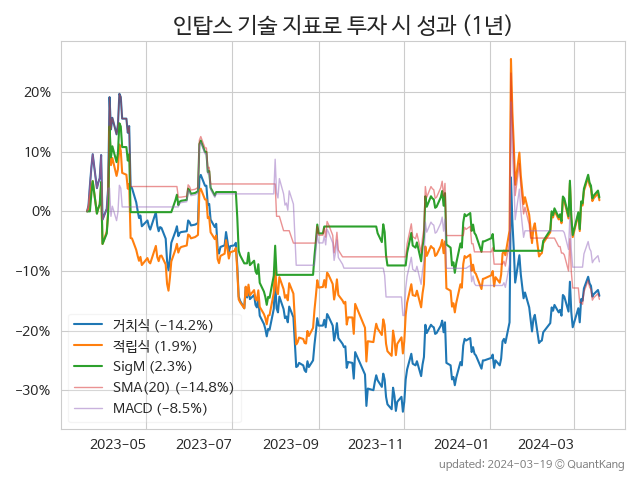 인탑스 기술 지표로 투자 시 성과 (1년)
20%
10%
0%
−10%
−20%
−30%
거치식 (−14.2%)
적립식 (1.9%)
SigM (2.3%)
SMA(20) (−14.8%)
MACD (−8.5%)
2023−05 2023−07 2023−09 2023−11 2024−01 2024−03
updated: 2024−03−19 ⓒ QuantKang